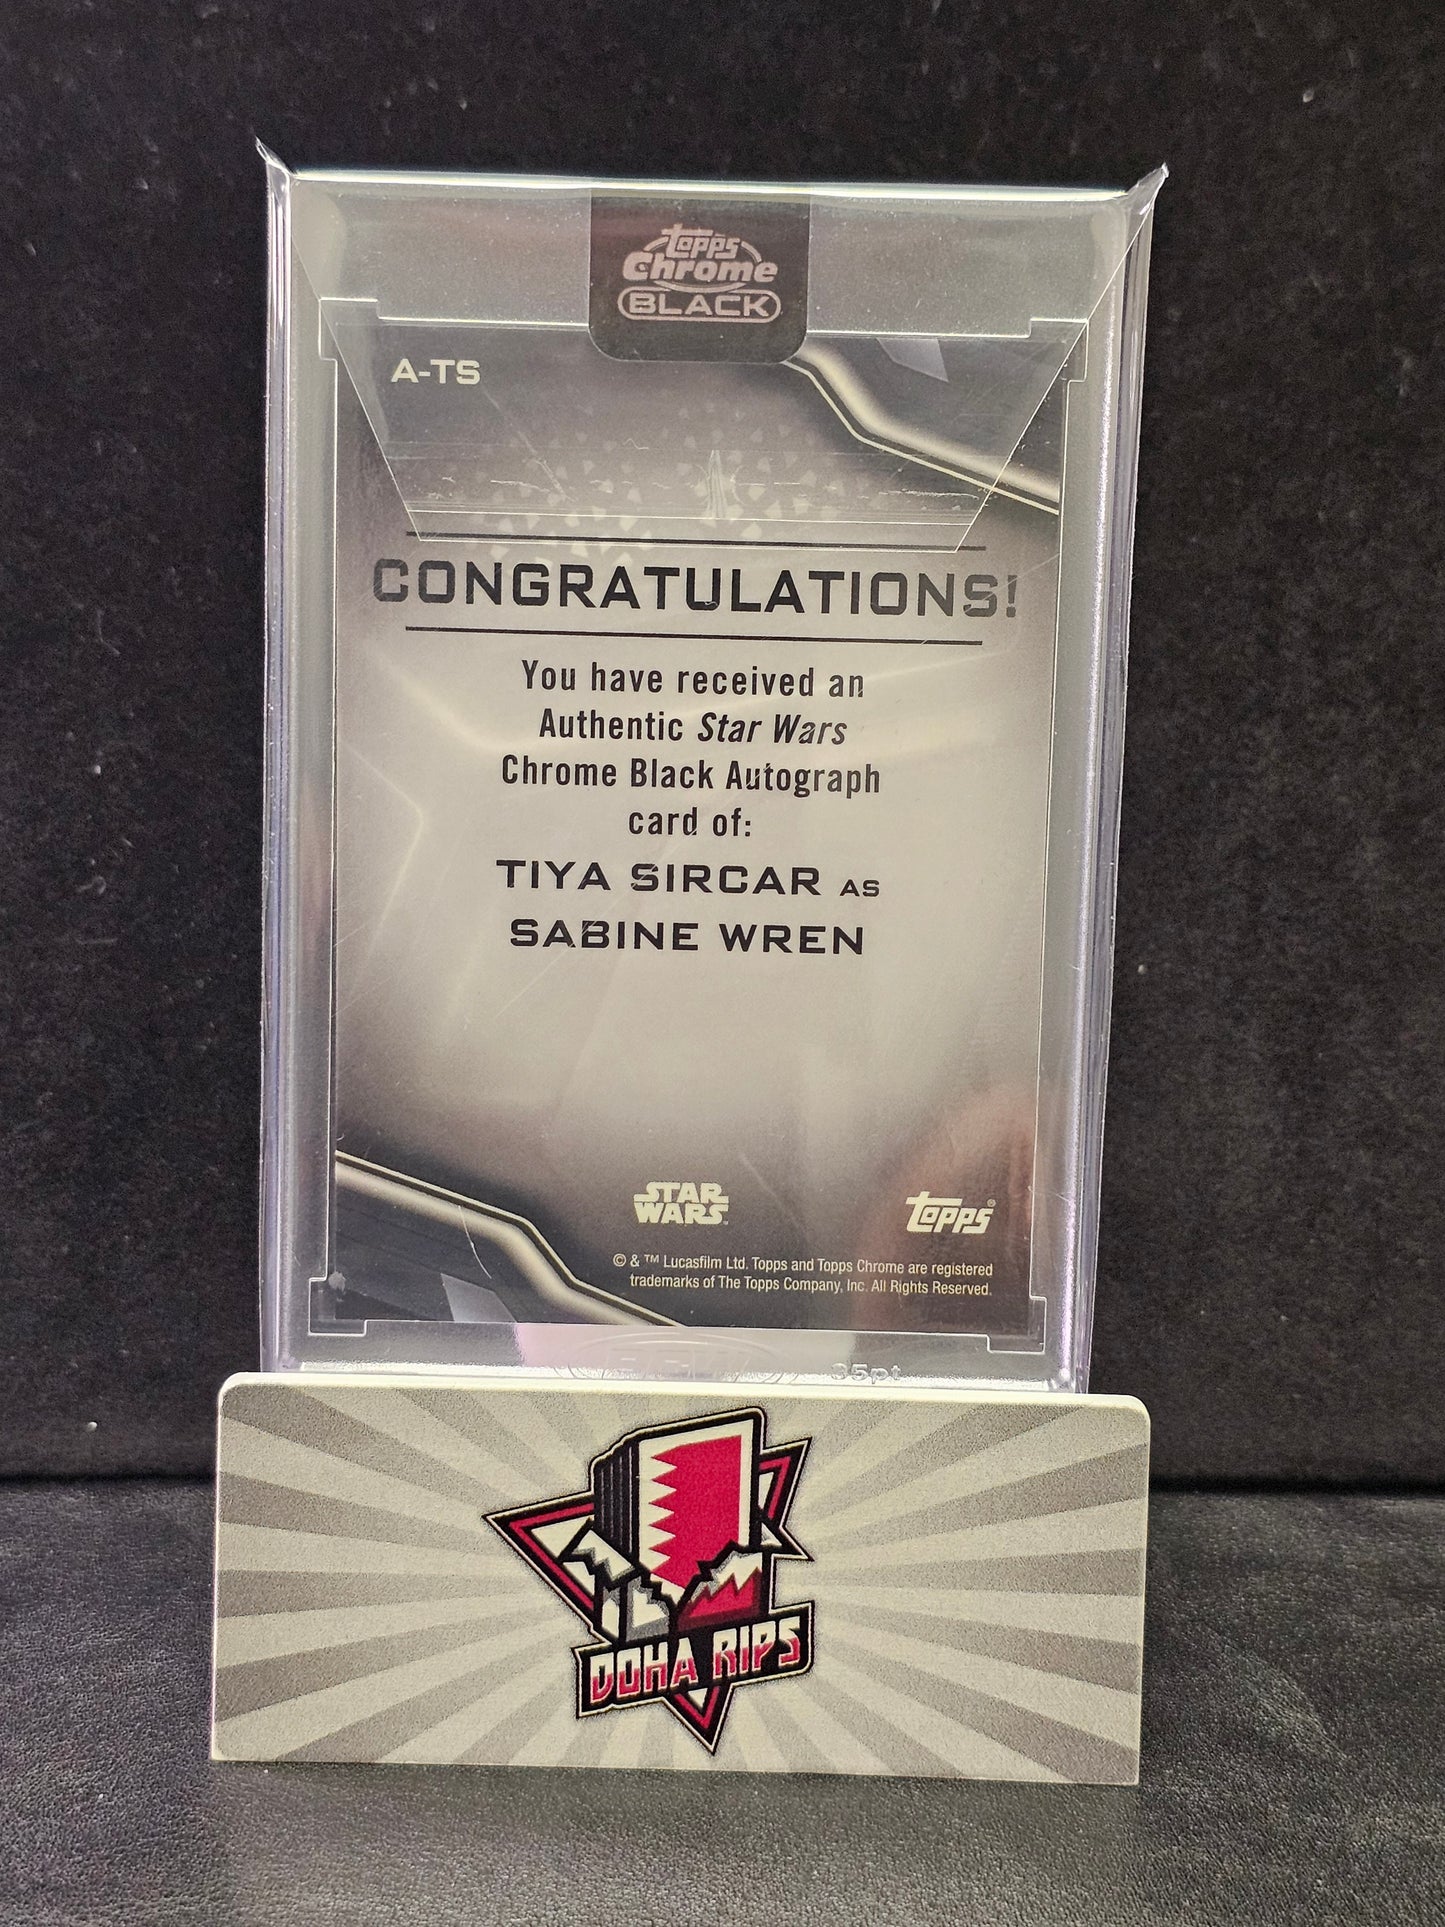 topps
Chrome
BLACK
A-TS
CONGRATULATIONS!
You have received an
Authentic Star Wars
Chrome Black Autograph
card of:
TIYA SIRCAR AS
SABINE WREN
STAR
WARS
topps®
© & ™ Lucasfilm Ltd. Topps and Topps Chrome are registered
trademarks of The Topps Company, Inc. All Rights Reserved.
35pt
DOHA RIPS